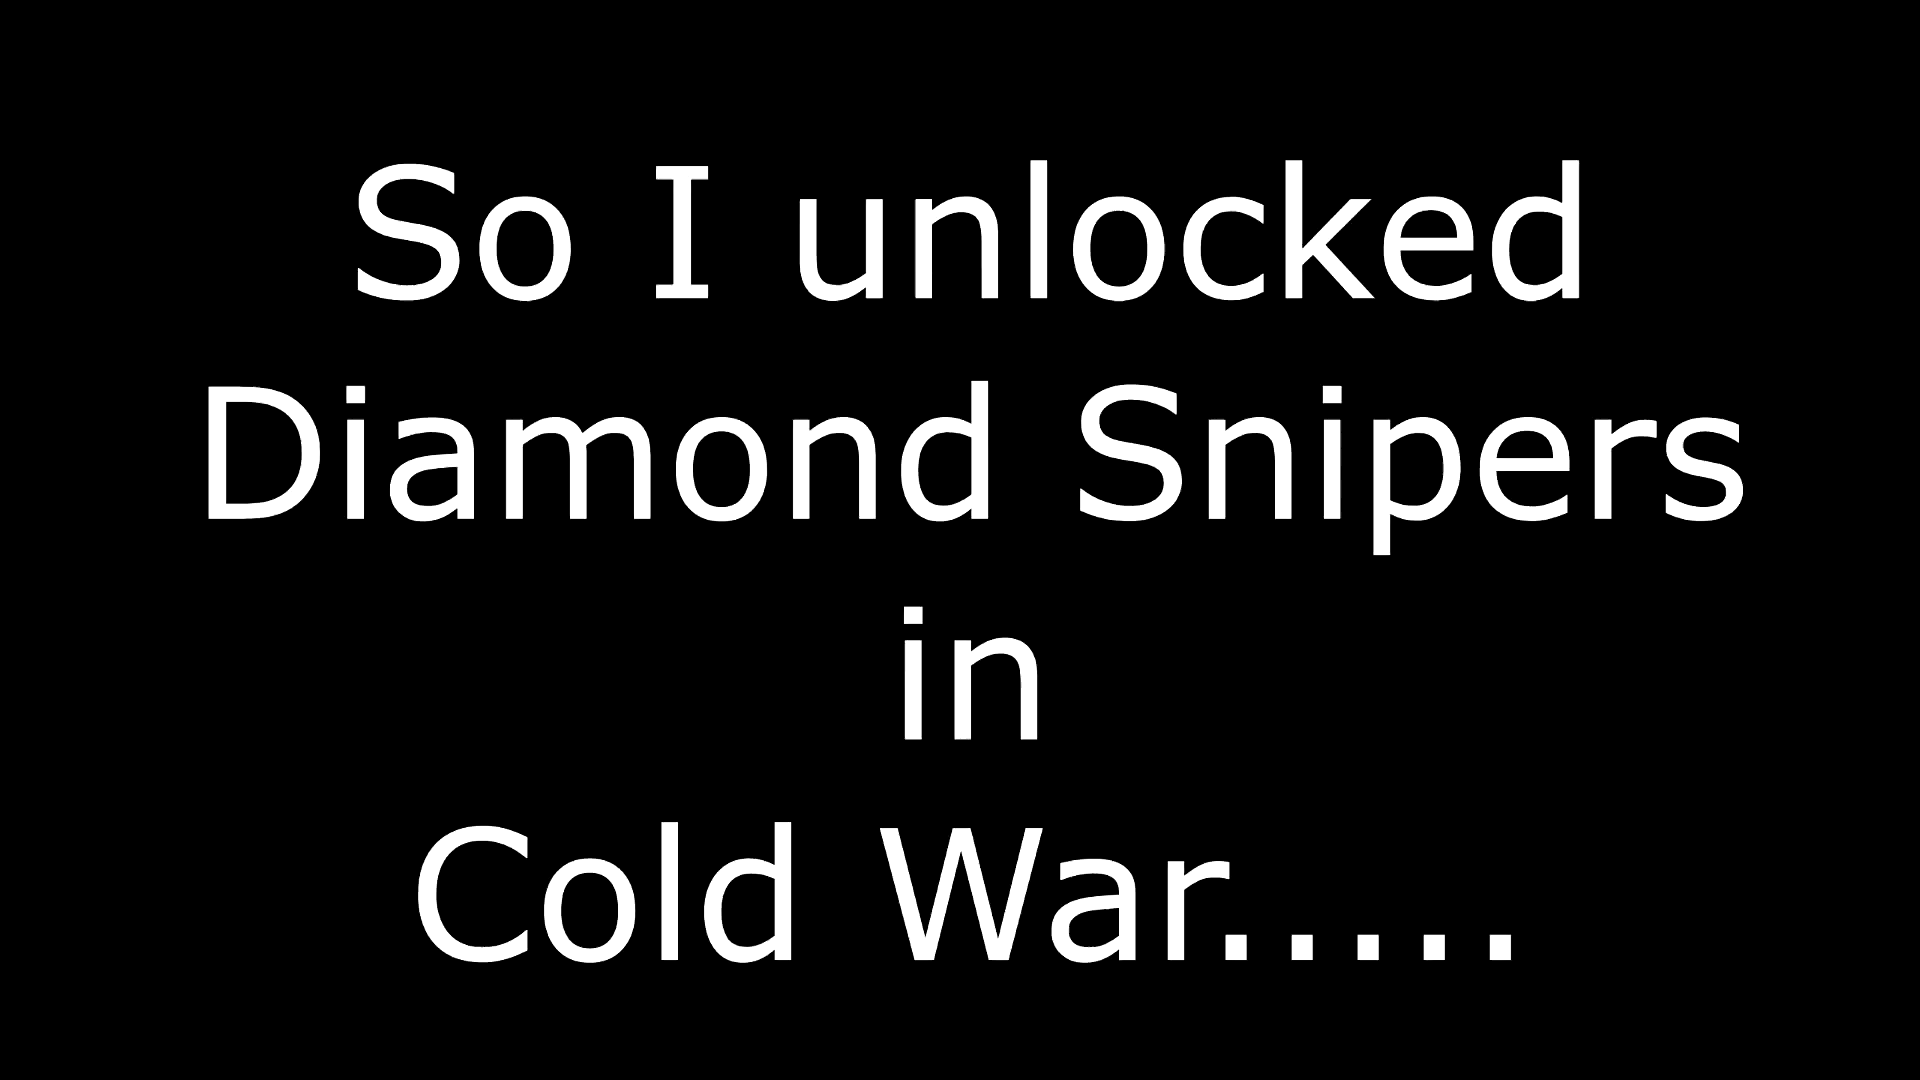 So I unlocked
Diamond Snipers
in
Cold War.....